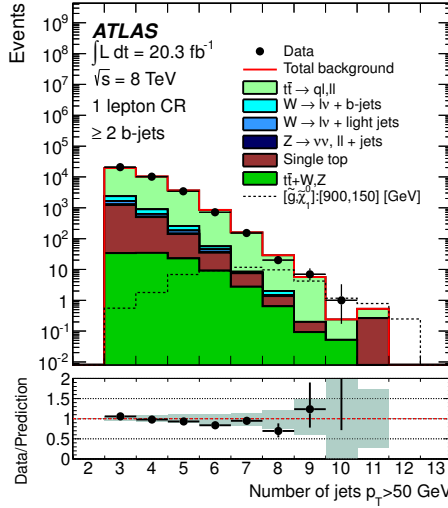 Events
10⁹
10⁸
10⁷
10⁶
10⁵
10⁴
10³
10²
10
1
10⁻¹
10⁻²
ATLAS
∫L dt = 20.3 fb⁻¹
√s = 8 TeV
1 lepton CR
≥ 2 b-jets
Data
Total background
tt̄ → ql,ll
W → lν + b-jets
W → lν + light jets
Z → νν, ll + jets
Single top
tt̄+W,Z
[g̃,χ̃₁⁰]:[900,150] [GeV]
Data/Prediction
2
1.5
1
0.5
0
2 3 4 5 6 7 8 9 10 11 12 13
Number of jets p_T>50 GeV